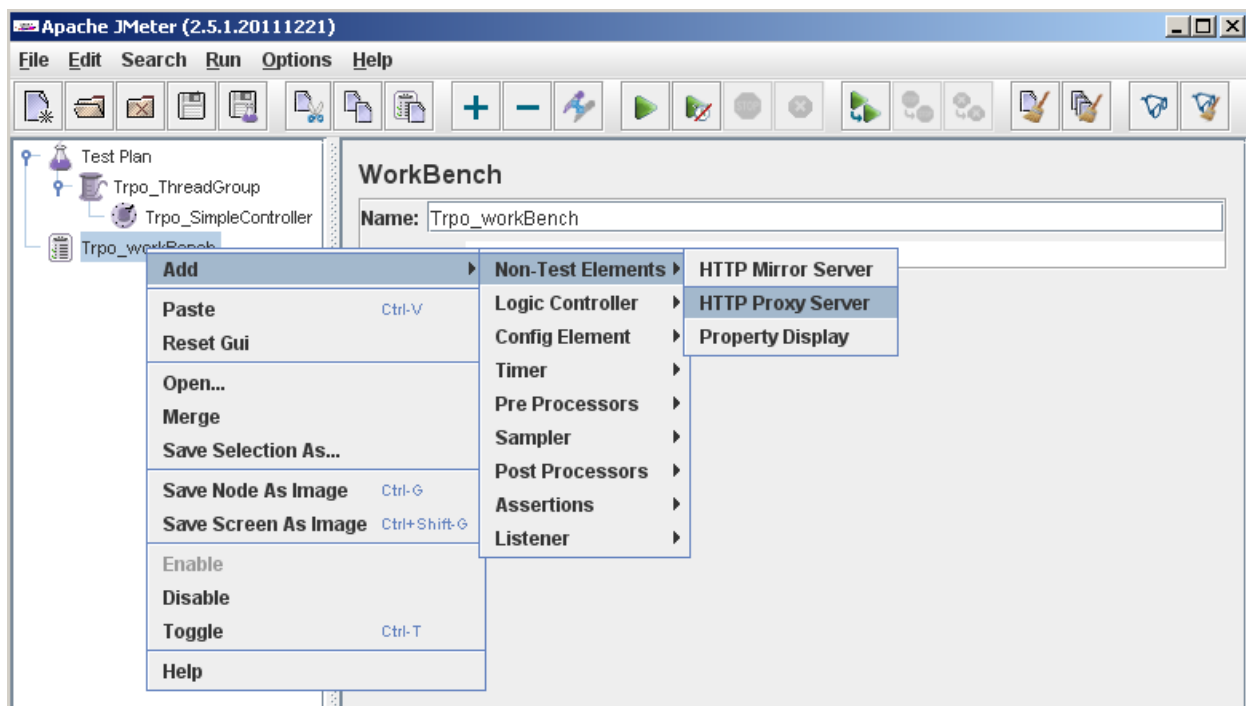 Apache JMeter (2.5.1.20111221)
File Edit Search Run Options Help
STOP
Test Plan
Trpo_ThreadGroup
Trpo_SimpleController
Trpo_workBench
WorkBench
Name: Trpo_workBench
Add
Paste Ctrl-V
Reset Gui
Open...
Merge
Save Selection As...
Save Node As Image Ctrl-G
Save Screen As Image Ctrl+Shift-G
Enable
Disable
Toggle Ctrl-T
Help
Non-Test Elements
Logic Controller
Config Element
Timer
Pre Processors
Sampler
Post Processors
Assertions
Listener
HTTP Mirror Server
HTTP Proxy Server
Property Display